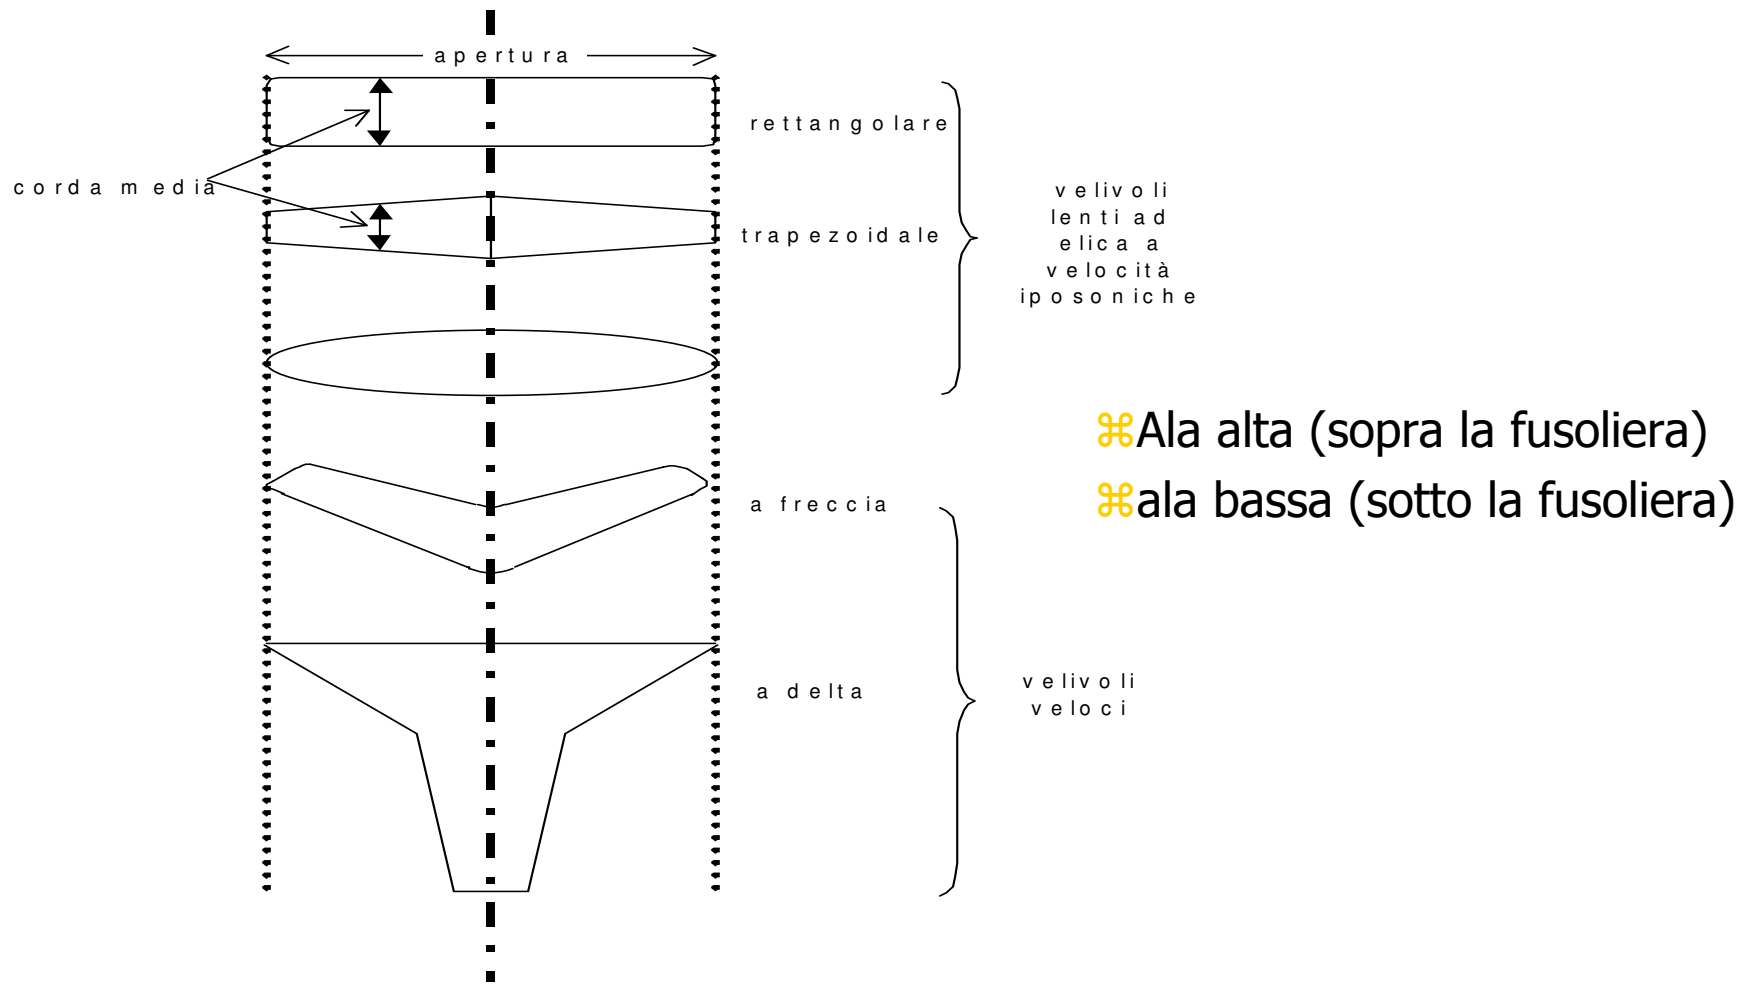 apertura
rettangolare
corda media
velivoli
lenti ad
elica a
velocità
iposoniche
trapezoidale
⌘Ala alta (sopra la fusoliera)
⌘ala bassa (sotto la fusoliera)
a freccia
a delta
velivoli
veloci